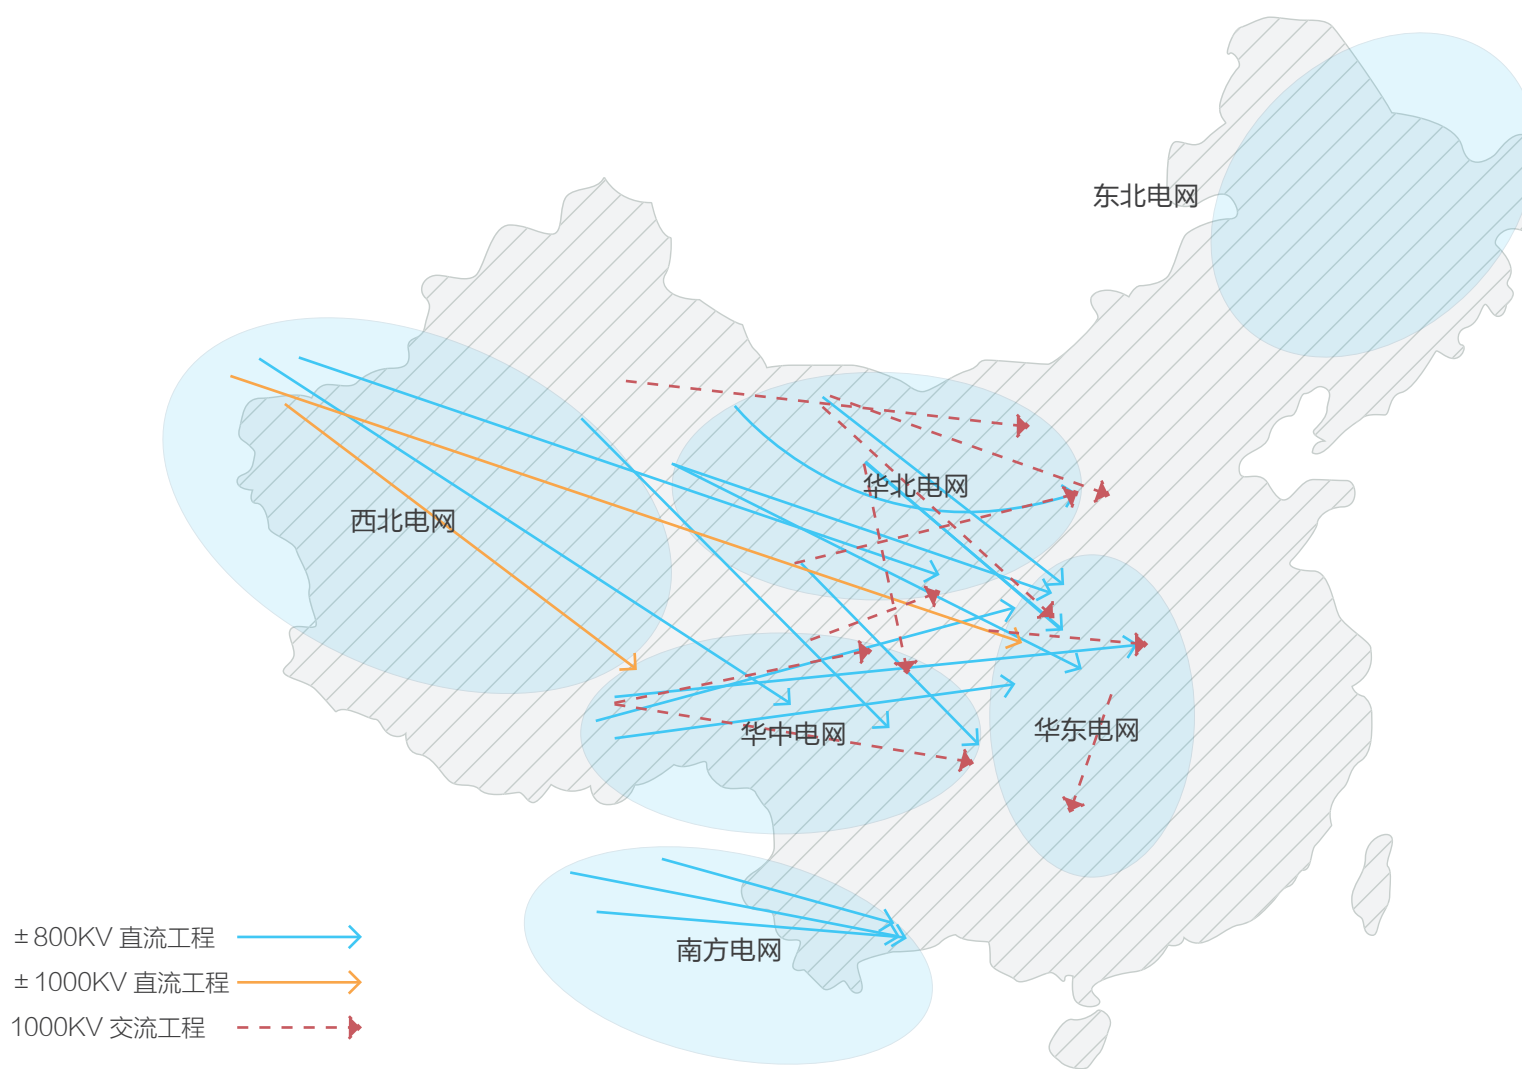 东北电网
华北电网
西北电网
华中电网
华东电网
南方电网
±800KV 直流工程
±1000KV 直流工程
1000KV 交流工程